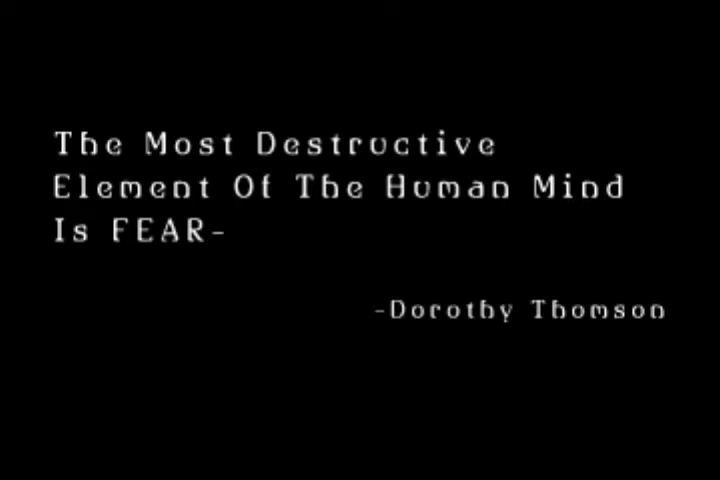 The Most Destructive
Element Of The Human Mind
Is FEAR-
-Dorothy Thomson